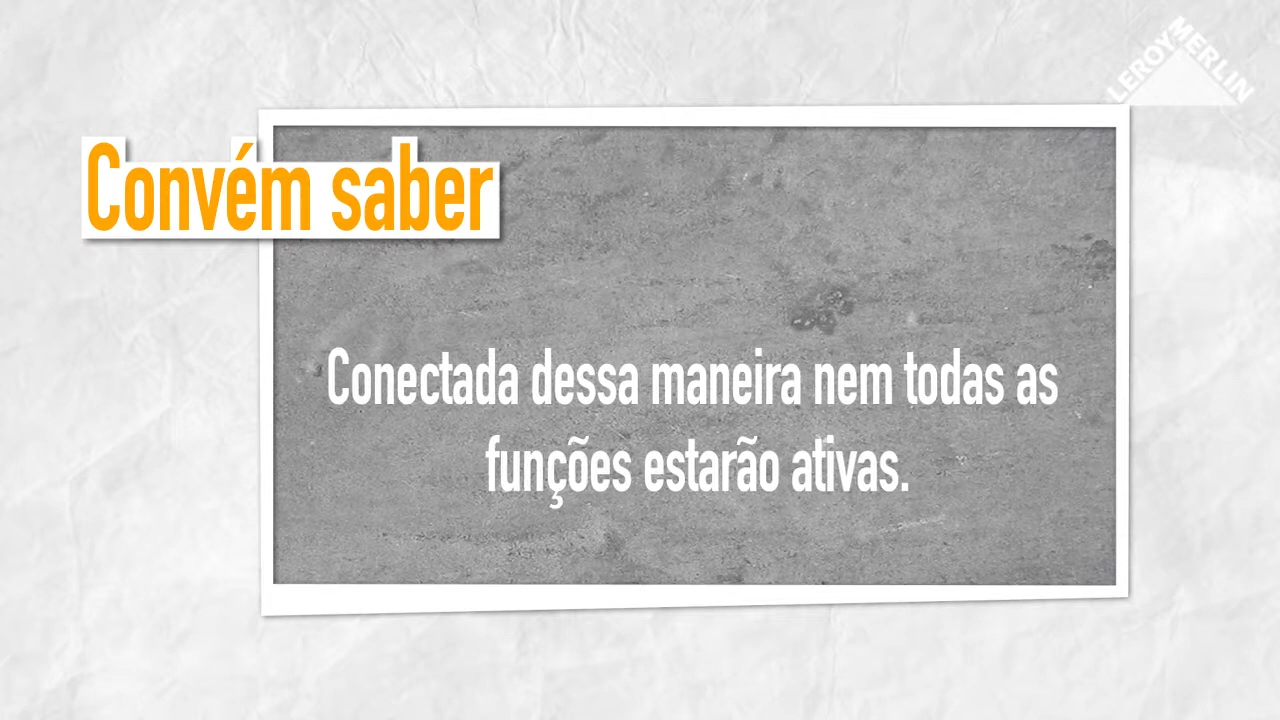 LEROY MERLIN
Convém saber
Conectada dessa maneira nem todas as
funções estarão ativas.